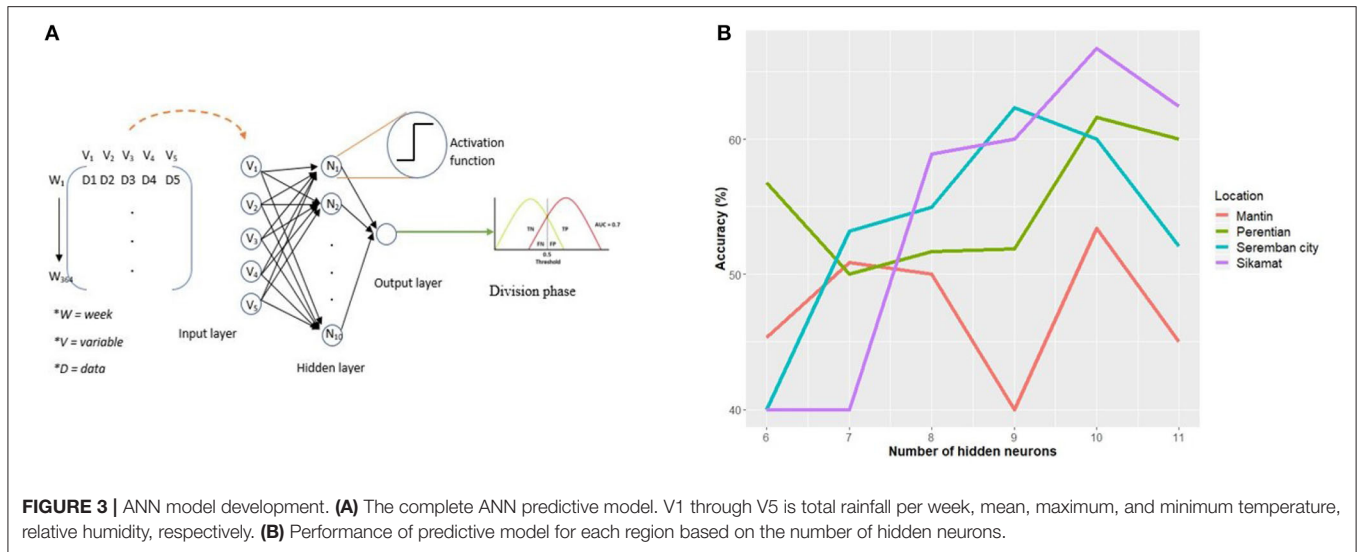 A
V1 V2 V3 V4 V5
W1 D1 D2 D3 D4 D5
W364
*W = week
*V = variable
*D = data
V1
V2
V3
V4
V5
Input layer
N1
N2
N10
Hidden layer
Activation
function
Output layer
TN TP
FN FP
AUC = 0.7
0.5
Threshold
Division phase
B
Accuracy (%)
60
50
40
6 7 8 9 10 11
Number of hidden neurons
Location
Mantin
Perentian
Seremban city
Sikamat
FIGURE 3 | ANN model development. (A) The complete ANN predictive model. V1 through V5 is total rainfall per week, mean, maximum, and minimum temperature,
relative humidity, respectively. (B) Performance of predictive model for each region based on the number of hidden neurons.